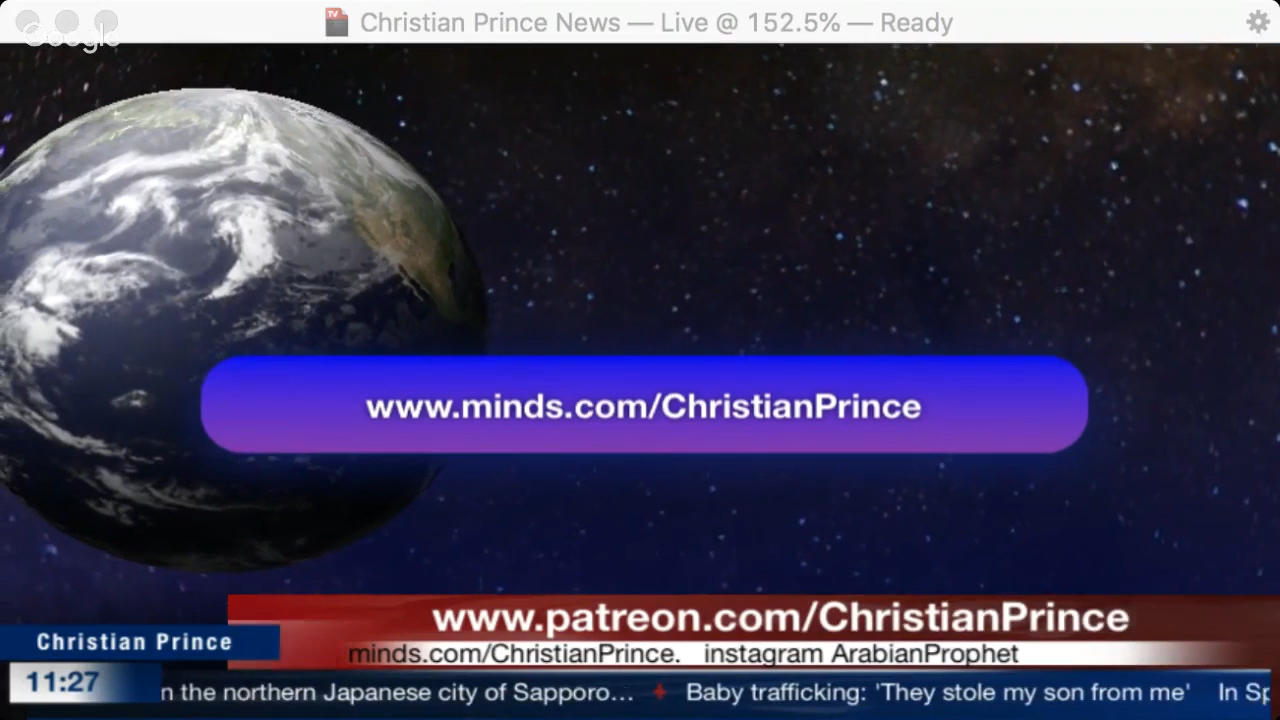 Christian Prince News — Live @ 152.5% — Ready
Google
www.minds.com/ChristianPrince
www.patreon.com/ChristianPrince
minds.com/ChristianPrince. instagram ArabianProphet
Christian Prince
11:27
n the northern Japanese city of Sapporo... Baby trafficking: 'They stole my son from me' In Sp